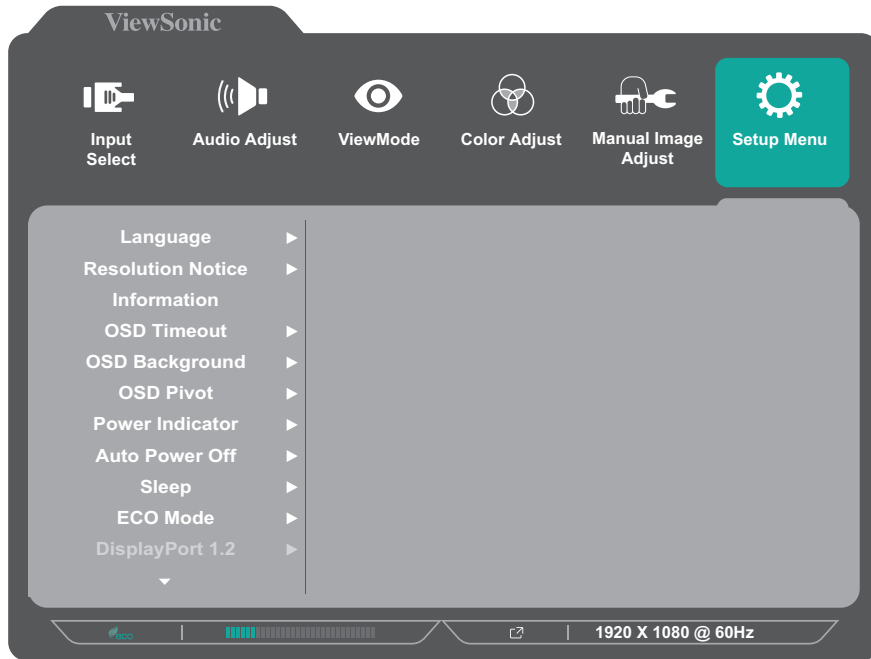 ViewSonic
Input
Select
Audio Adjust
ViewMode
Color Adjust
Manual Image
Adjust
Setup Menu
Language
Resolution Notice
Information
OSD Timeout
OSD Background
OSD Pivot
Power Indicator
Auto Power Off
Sleep
ECO Mode
DisplayPort 1.2
eco
1920 X 1080 @ 60Hz